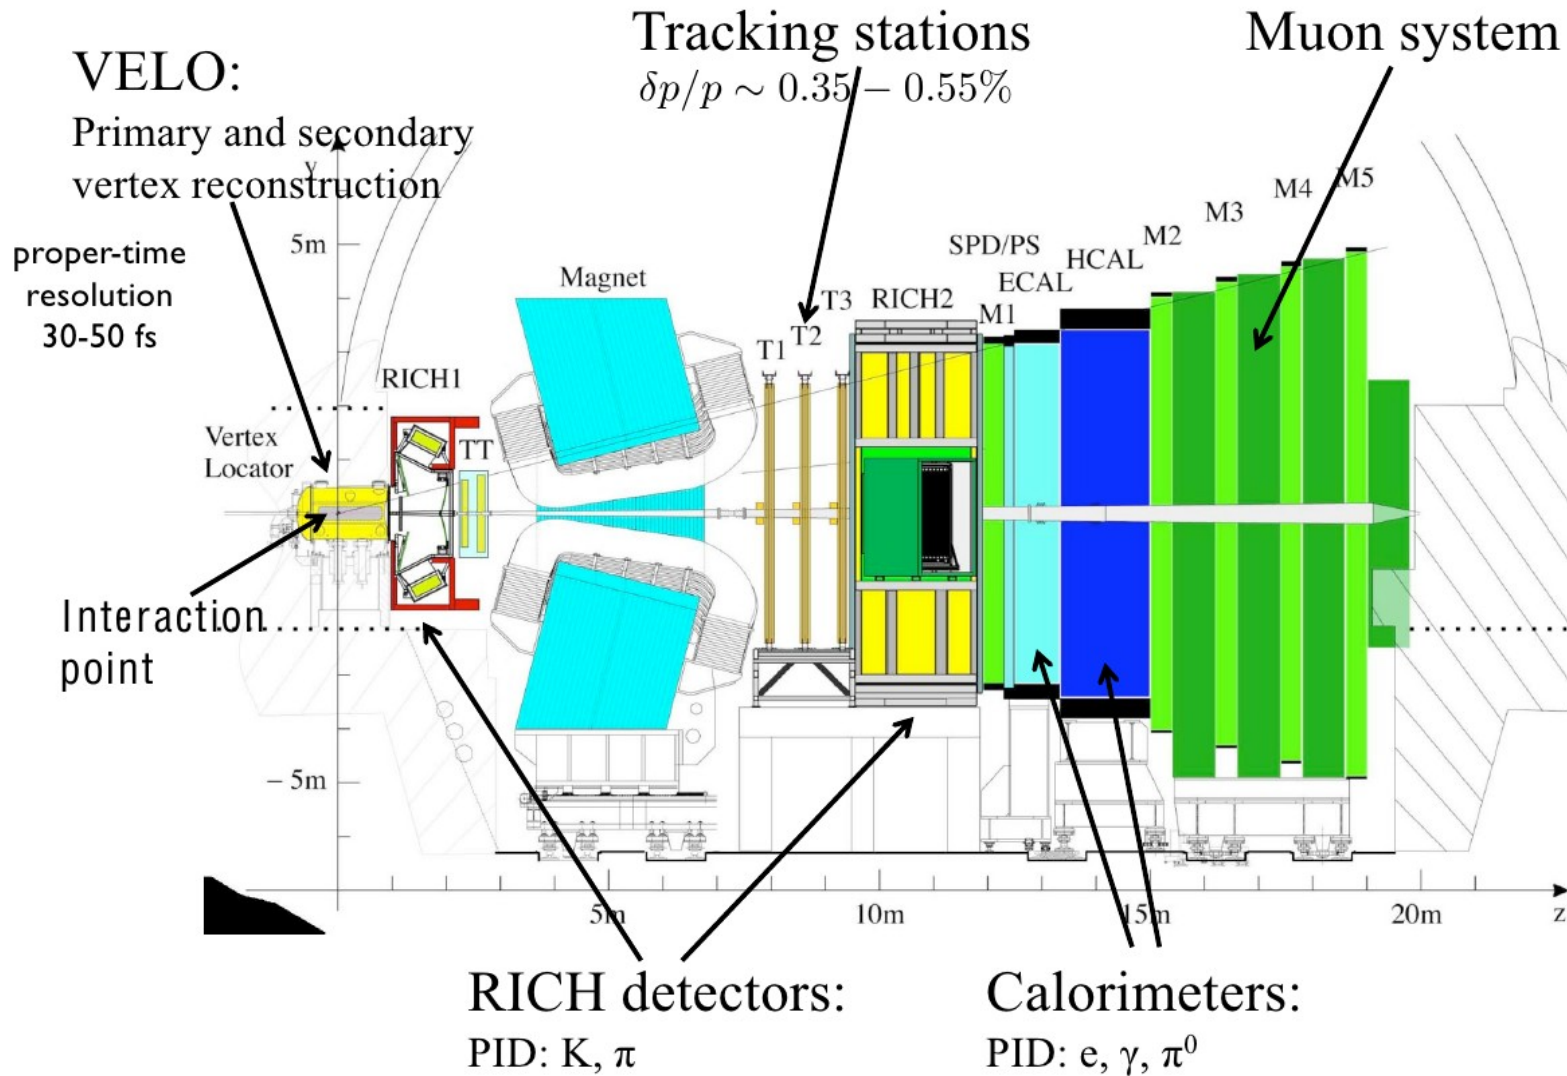 Tracking stations
δp/p ∼ 0.35 − 0.55%
Muon system
VELO:
Primary and secondary
vertex reconstruction
y
proper-time
resolution
30-50 fs
5m
Magnet
SPD/PS
ECAL
HCAL
M1
M2
M3
M4
M5
T1
T2
T3
RICH2
RICH1
TT
Vertex
Locator
Interaction
point
− 5m
5m
10m
15m
20m
z
RICH detectors:
PID: K, π
Calorimeters:
PID: e, γ, π⁰